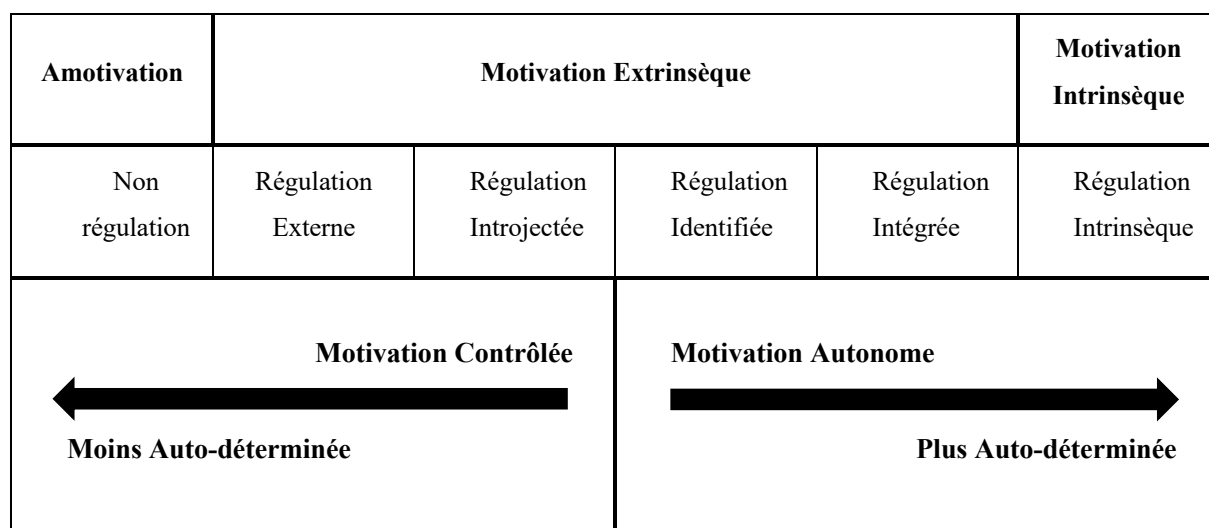 Amotivation
Motivation Extrinsèque
Motivation
Intrinsèque
Non
régulation
Régulation
Externe
Régulation
Introjectée
Régulation
Identifiée
Régulation
Intégrée
Régulation
Intrinsèque
Motivation Contrôlée
Moins Auto-déterminée
Motivation Autonome
Plus Auto-déterminée